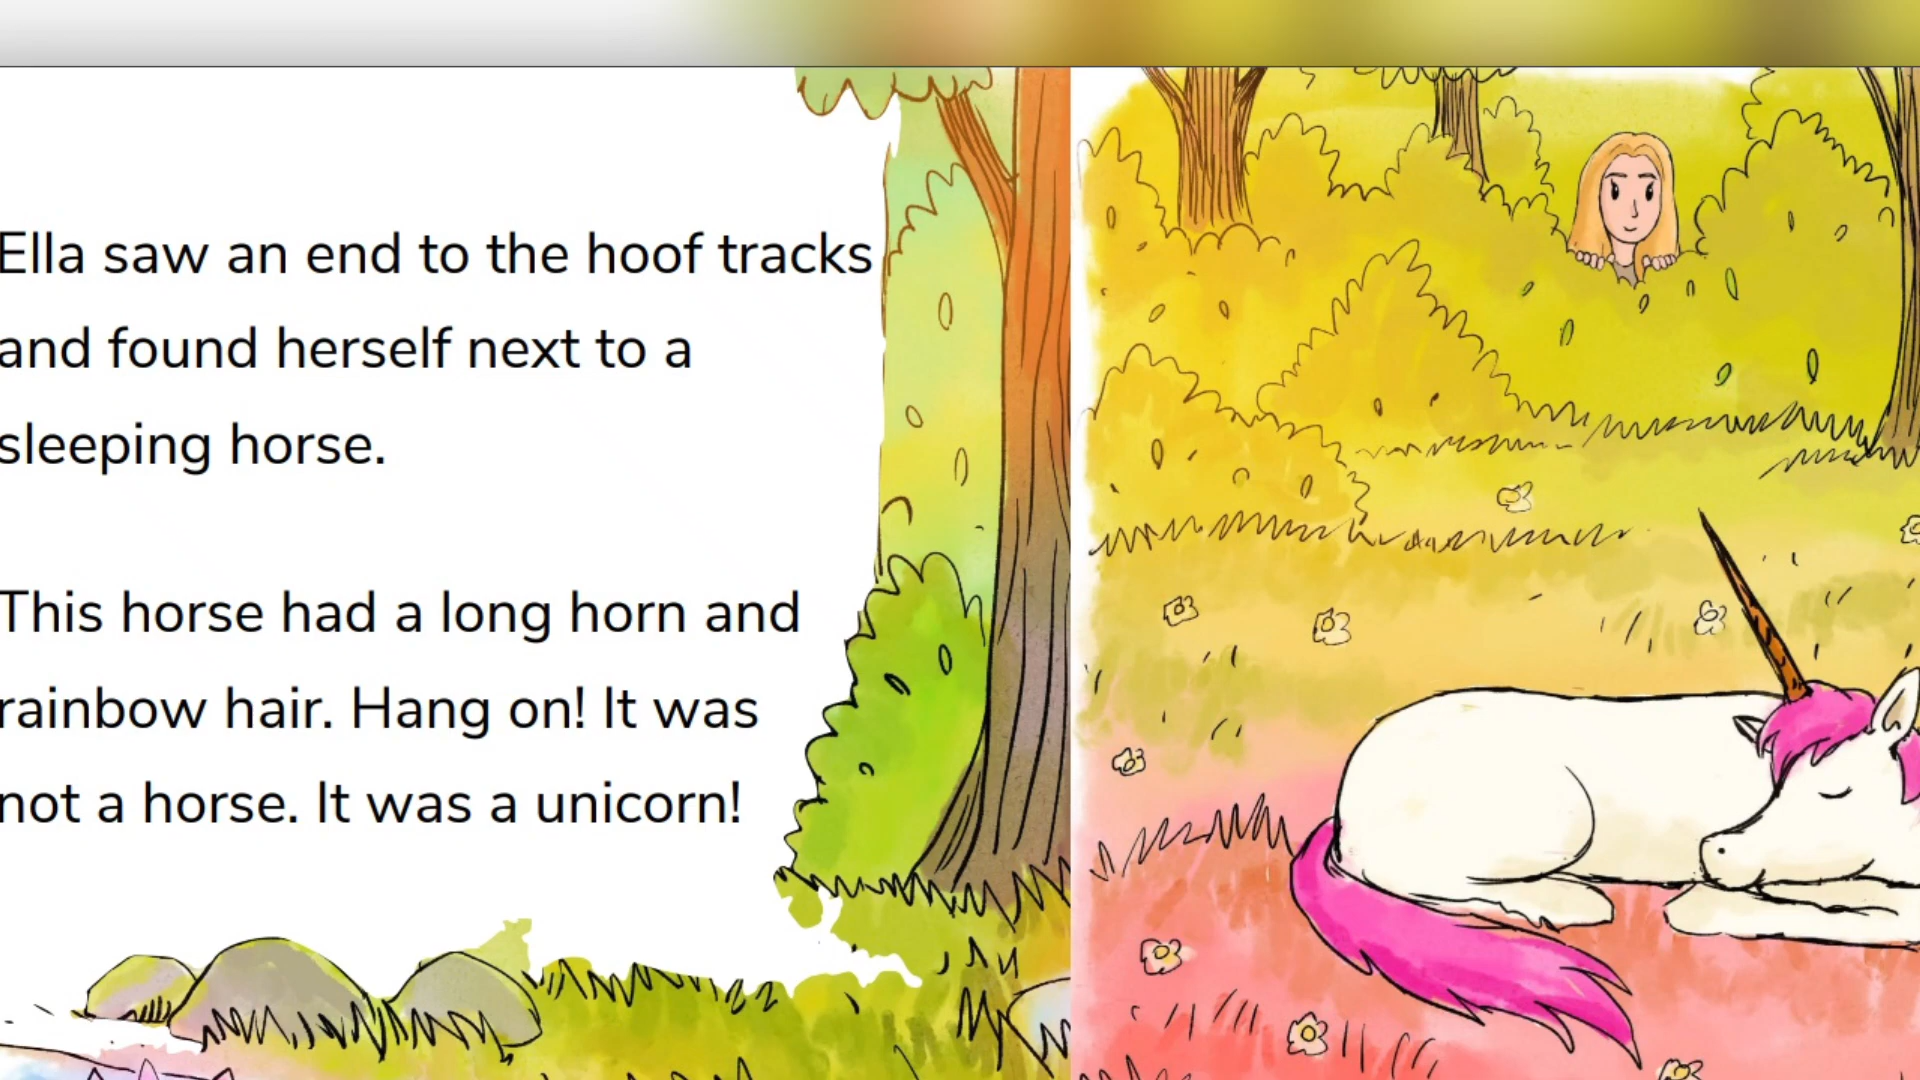 Ella saw an end to the hoof tracks
and found herself next to a
sleeping horse.
This horse had a long horn and
rainbow hair. Hang on! It was
not a horse. It was a unicorn!